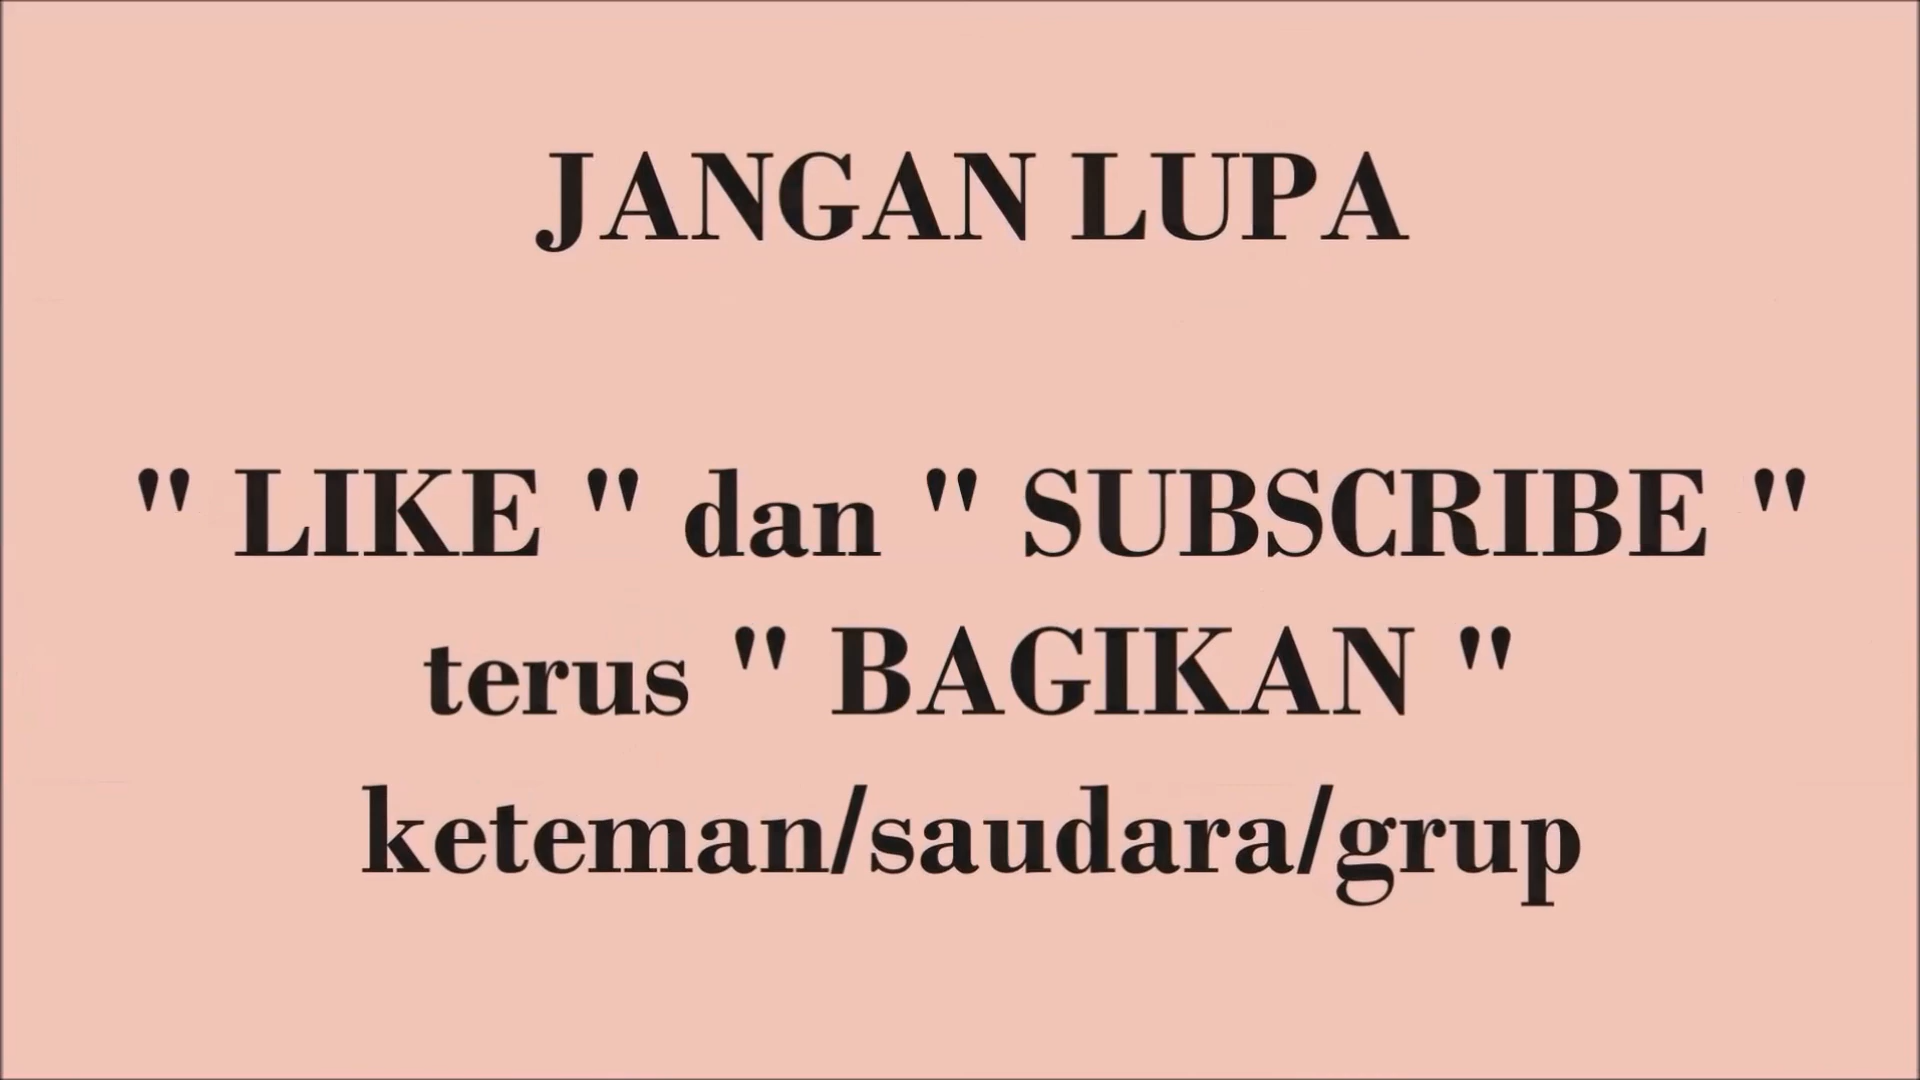 JANGAN LUPA
" LIKE " dan " SUBSCRIBE "
terus " BAGIKAN "
keteman/saudara/grup